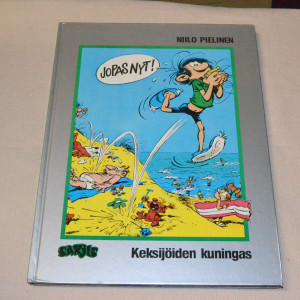 NIILO PIELINEN
JOPAS NYT!
SARJIS
Keksijöiden kuningas